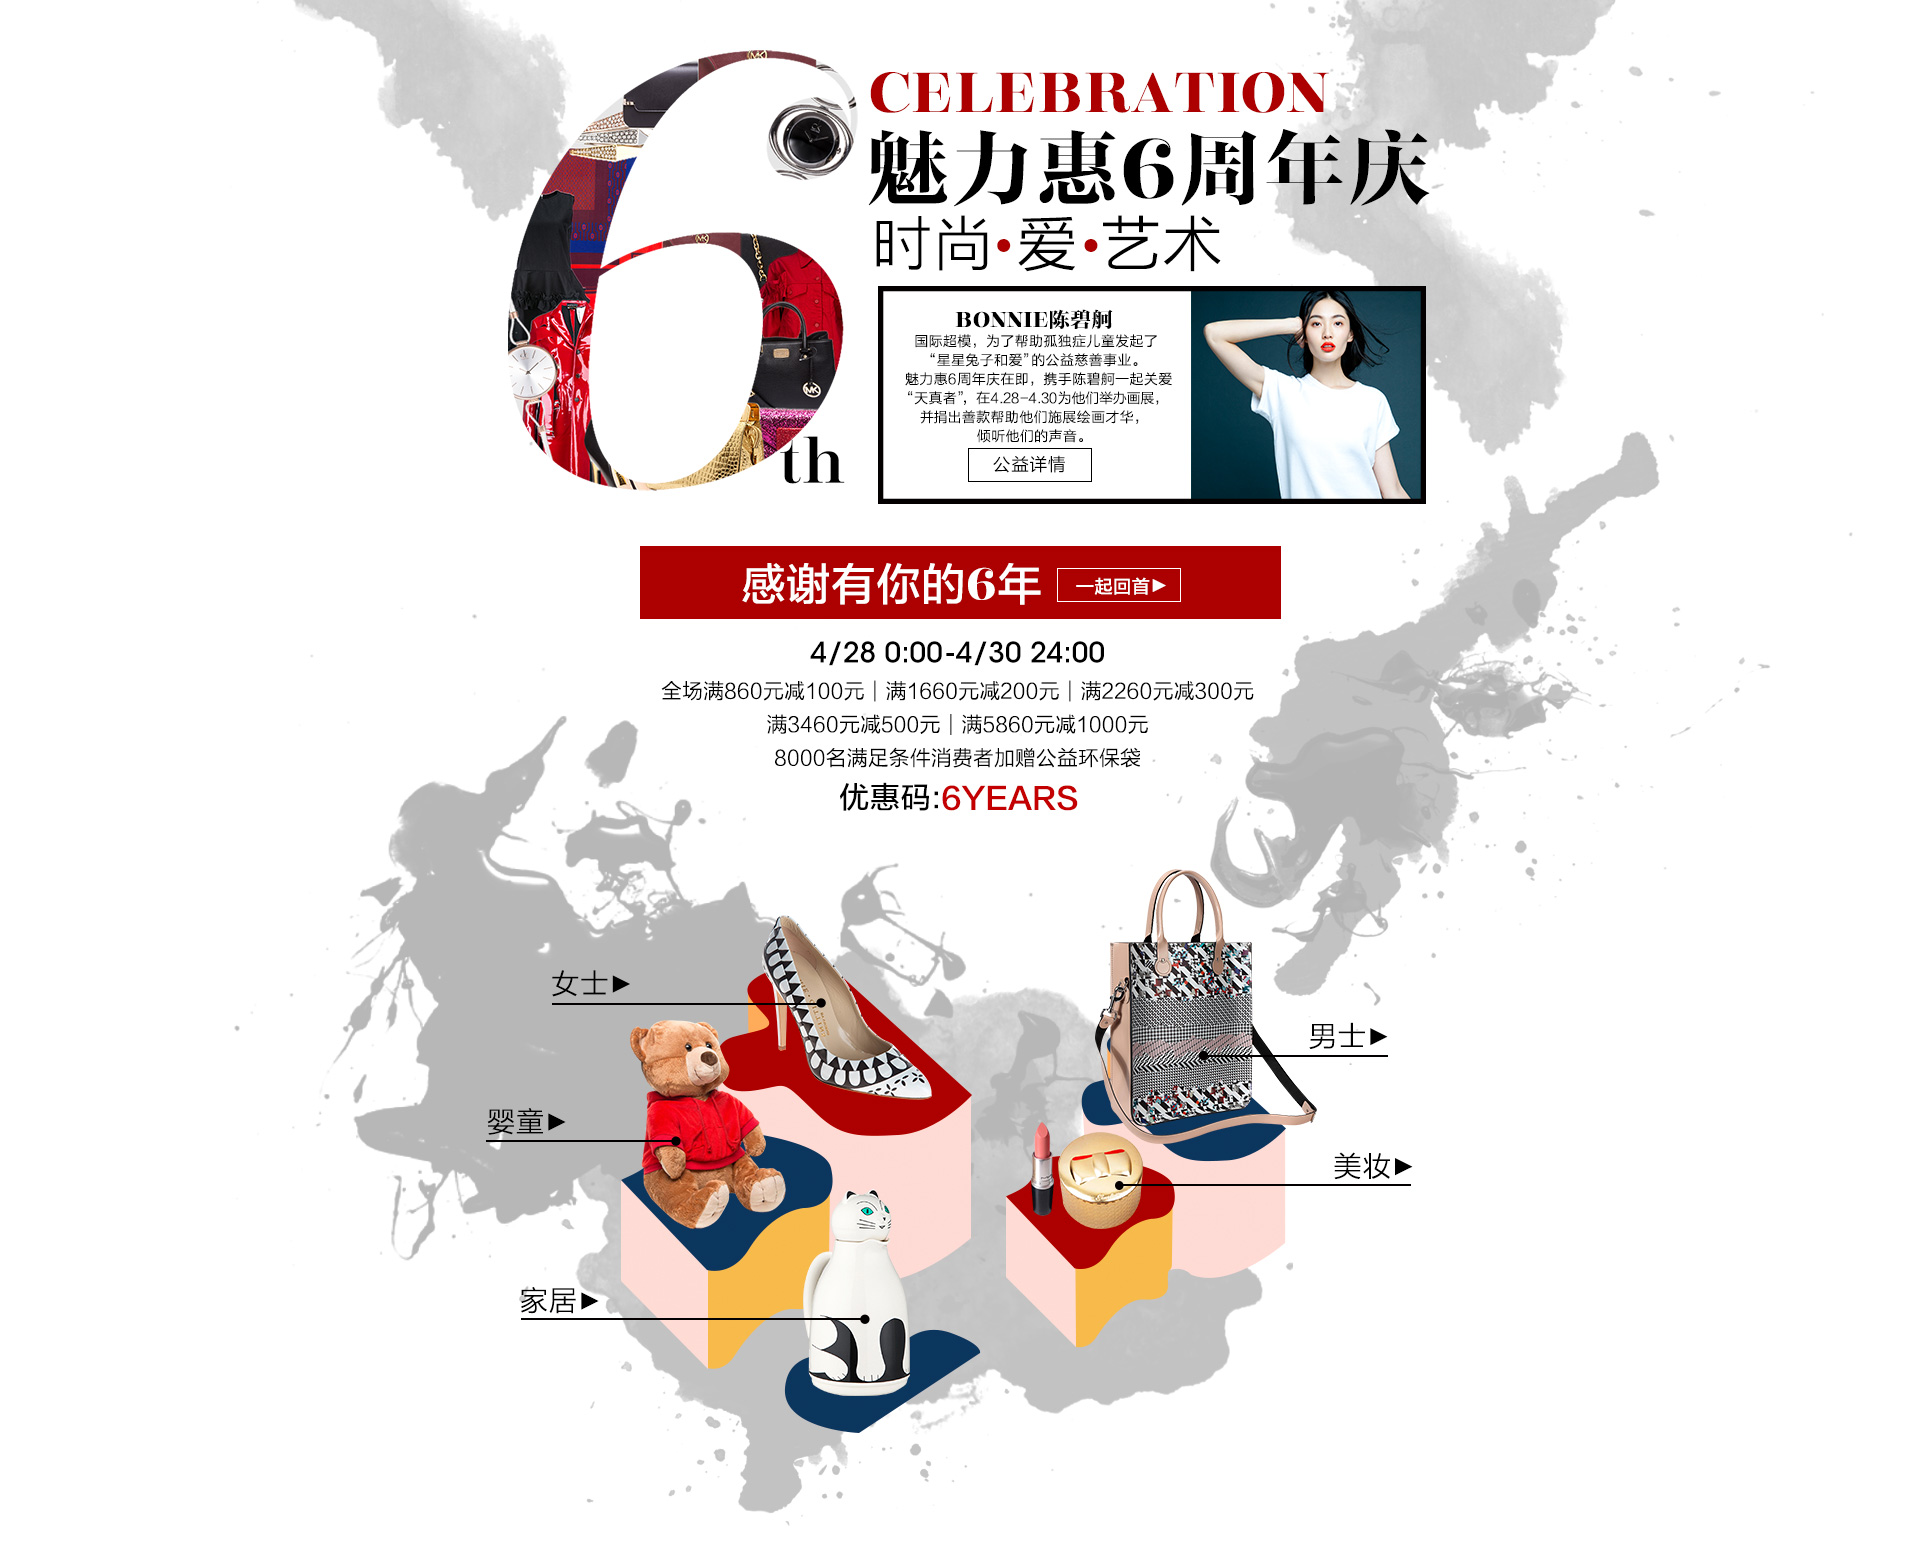 CELEBRATION
魅力惠6周年庆
时尚•爱•艺术
6
th
BONNIE陈碧舸
国际超模，为了帮助孤独症儿童发起了
“星星兔子和爱”的公益慈善事业。
魅力惠6周年庆在即，携手陈碧舸一起关爱
“天真者”，在4.28-4.30为他们举办画展，
并捐出善款帮助他们施展绘画才华，
倾听他们的声音。
公益详情
感谢有你的6年 一起回首▶
4/28 0:00-4/30 24:00
全场满860元减100元｜满1660元减200元｜满2260元减300元
满3460元减500元｜满5860元减1000元
8000名满足条件消费者加赠公益环保袋
优惠码:6YEARS
女士▶
男士▶
婴童▶
美妆▶
家居▶